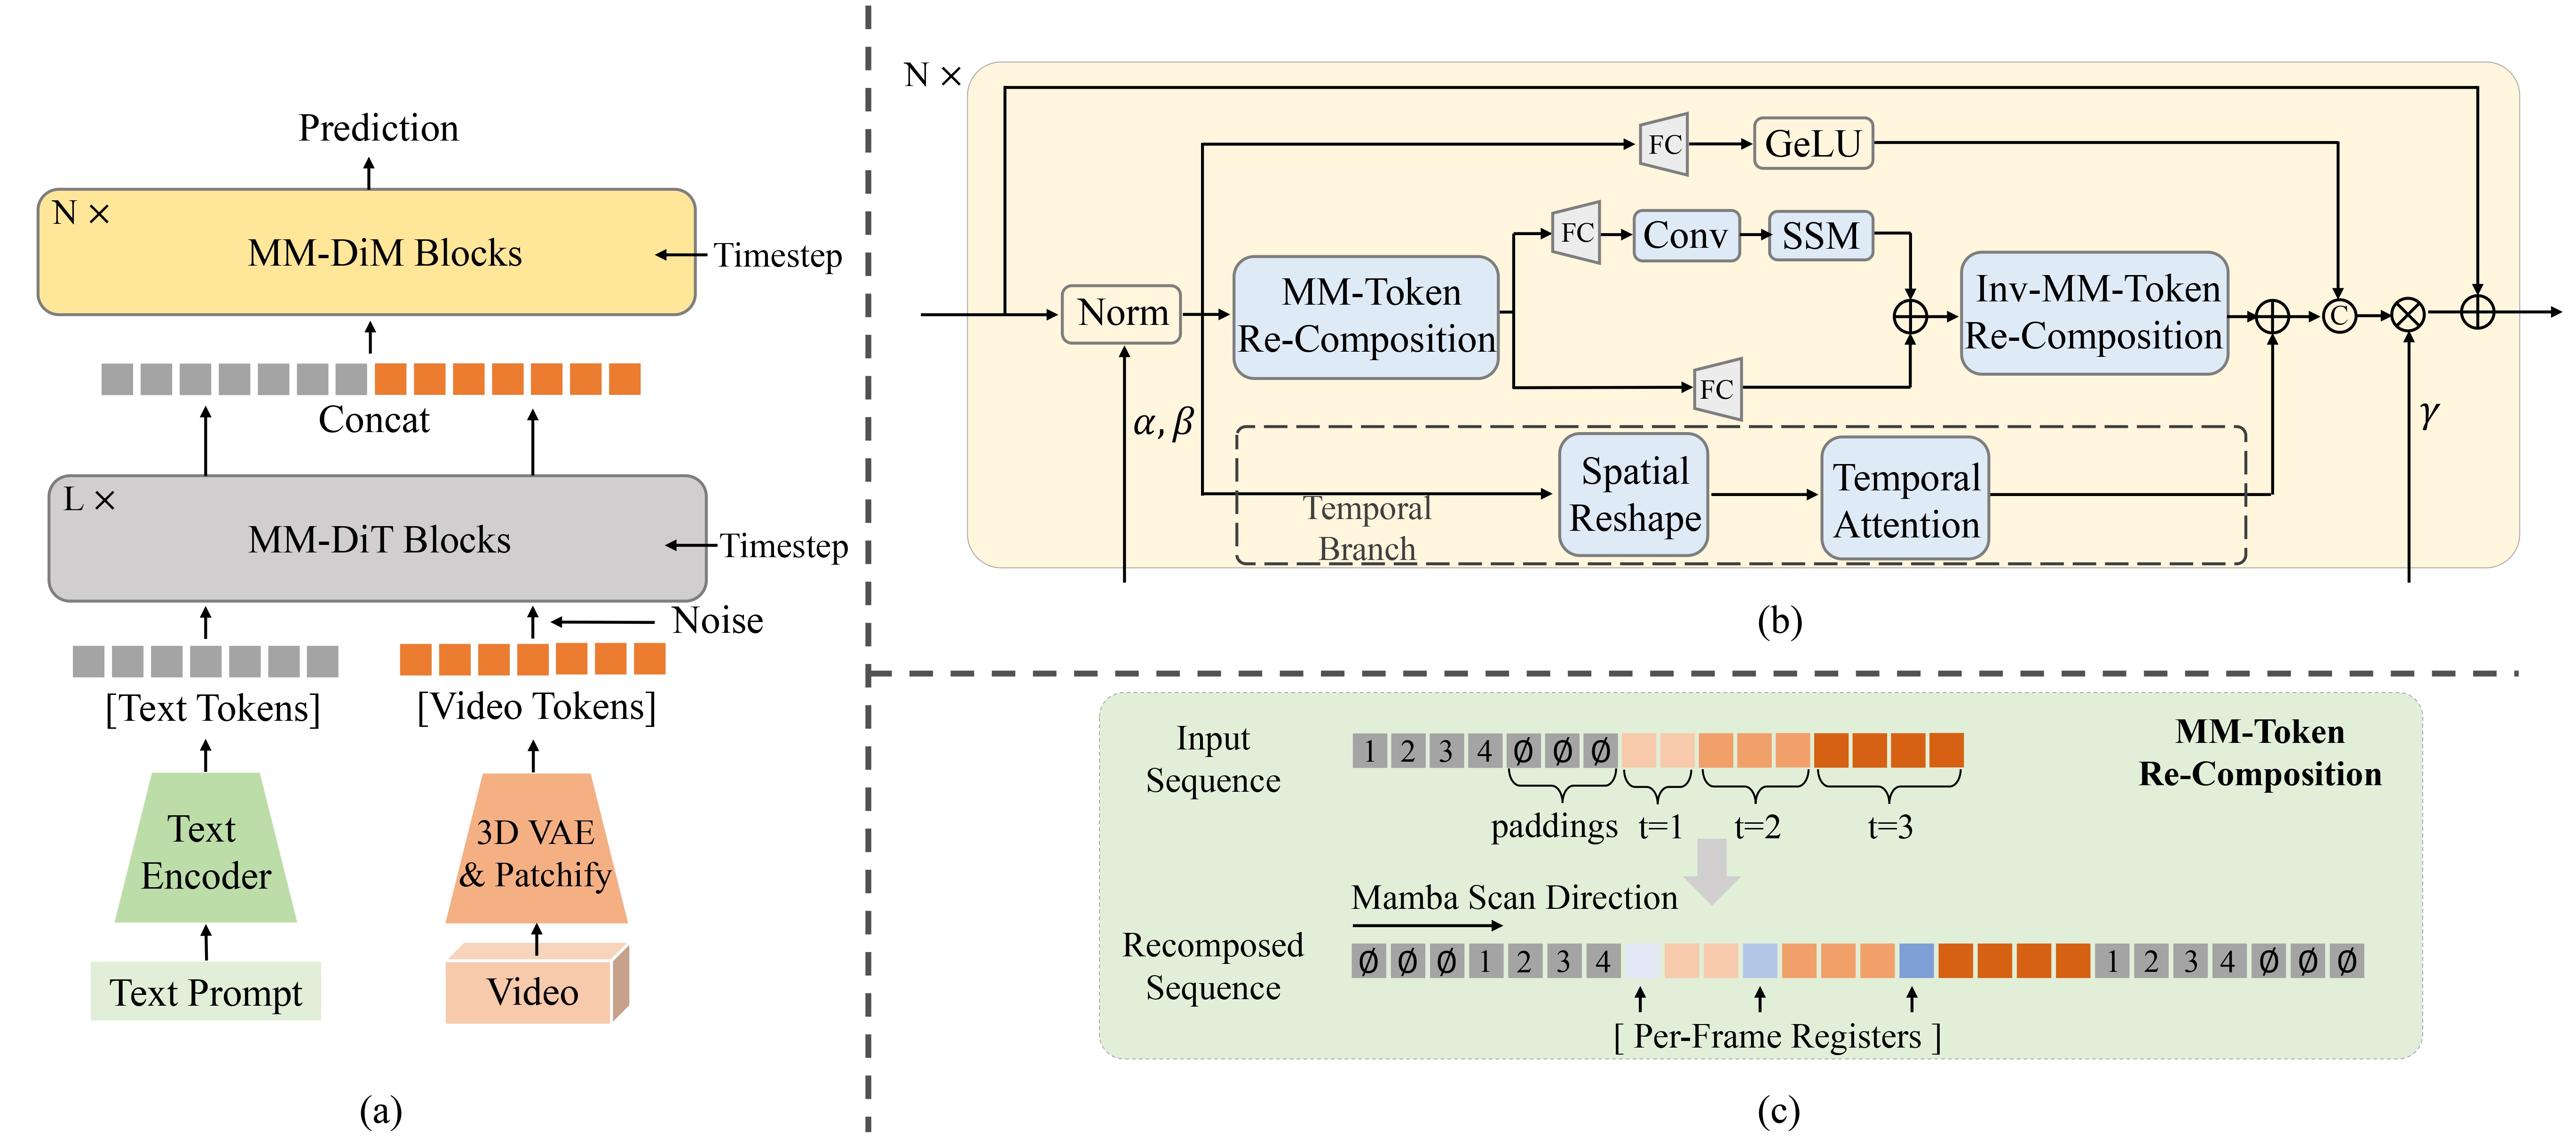 Prediction
N ×
MM-DiM Blocks
Timestep
Concat
L ×
MM-DiT Blocks
Timestep
Noise
[Text Tokens]
[Video Tokens]
Text
Encoder
3D VAE
& Patchify
Text Prompt
Video
(a)
N ×
FC
GeLU
FC
Conv
SSM
Norm
MM-Token
Re-Composition
Inv-MM-Token
Re-Composition
C
FC
α, β
γ
Temporal
Branch
Spatial
Reshape
Temporal
Attention
(b)
Input
Sequence
1 2 3 4 ∅ ∅ ∅
paddings
t=1
t=2
t=3
MM-Token
Re-Composition
Mamba Scan Direction
Recomposed
Sequence
∅ ∅ ∅ 1 2 3 4
1 2 3 4 ∅ ∅ ∅
[ Per-Frame Registers ]
(c)